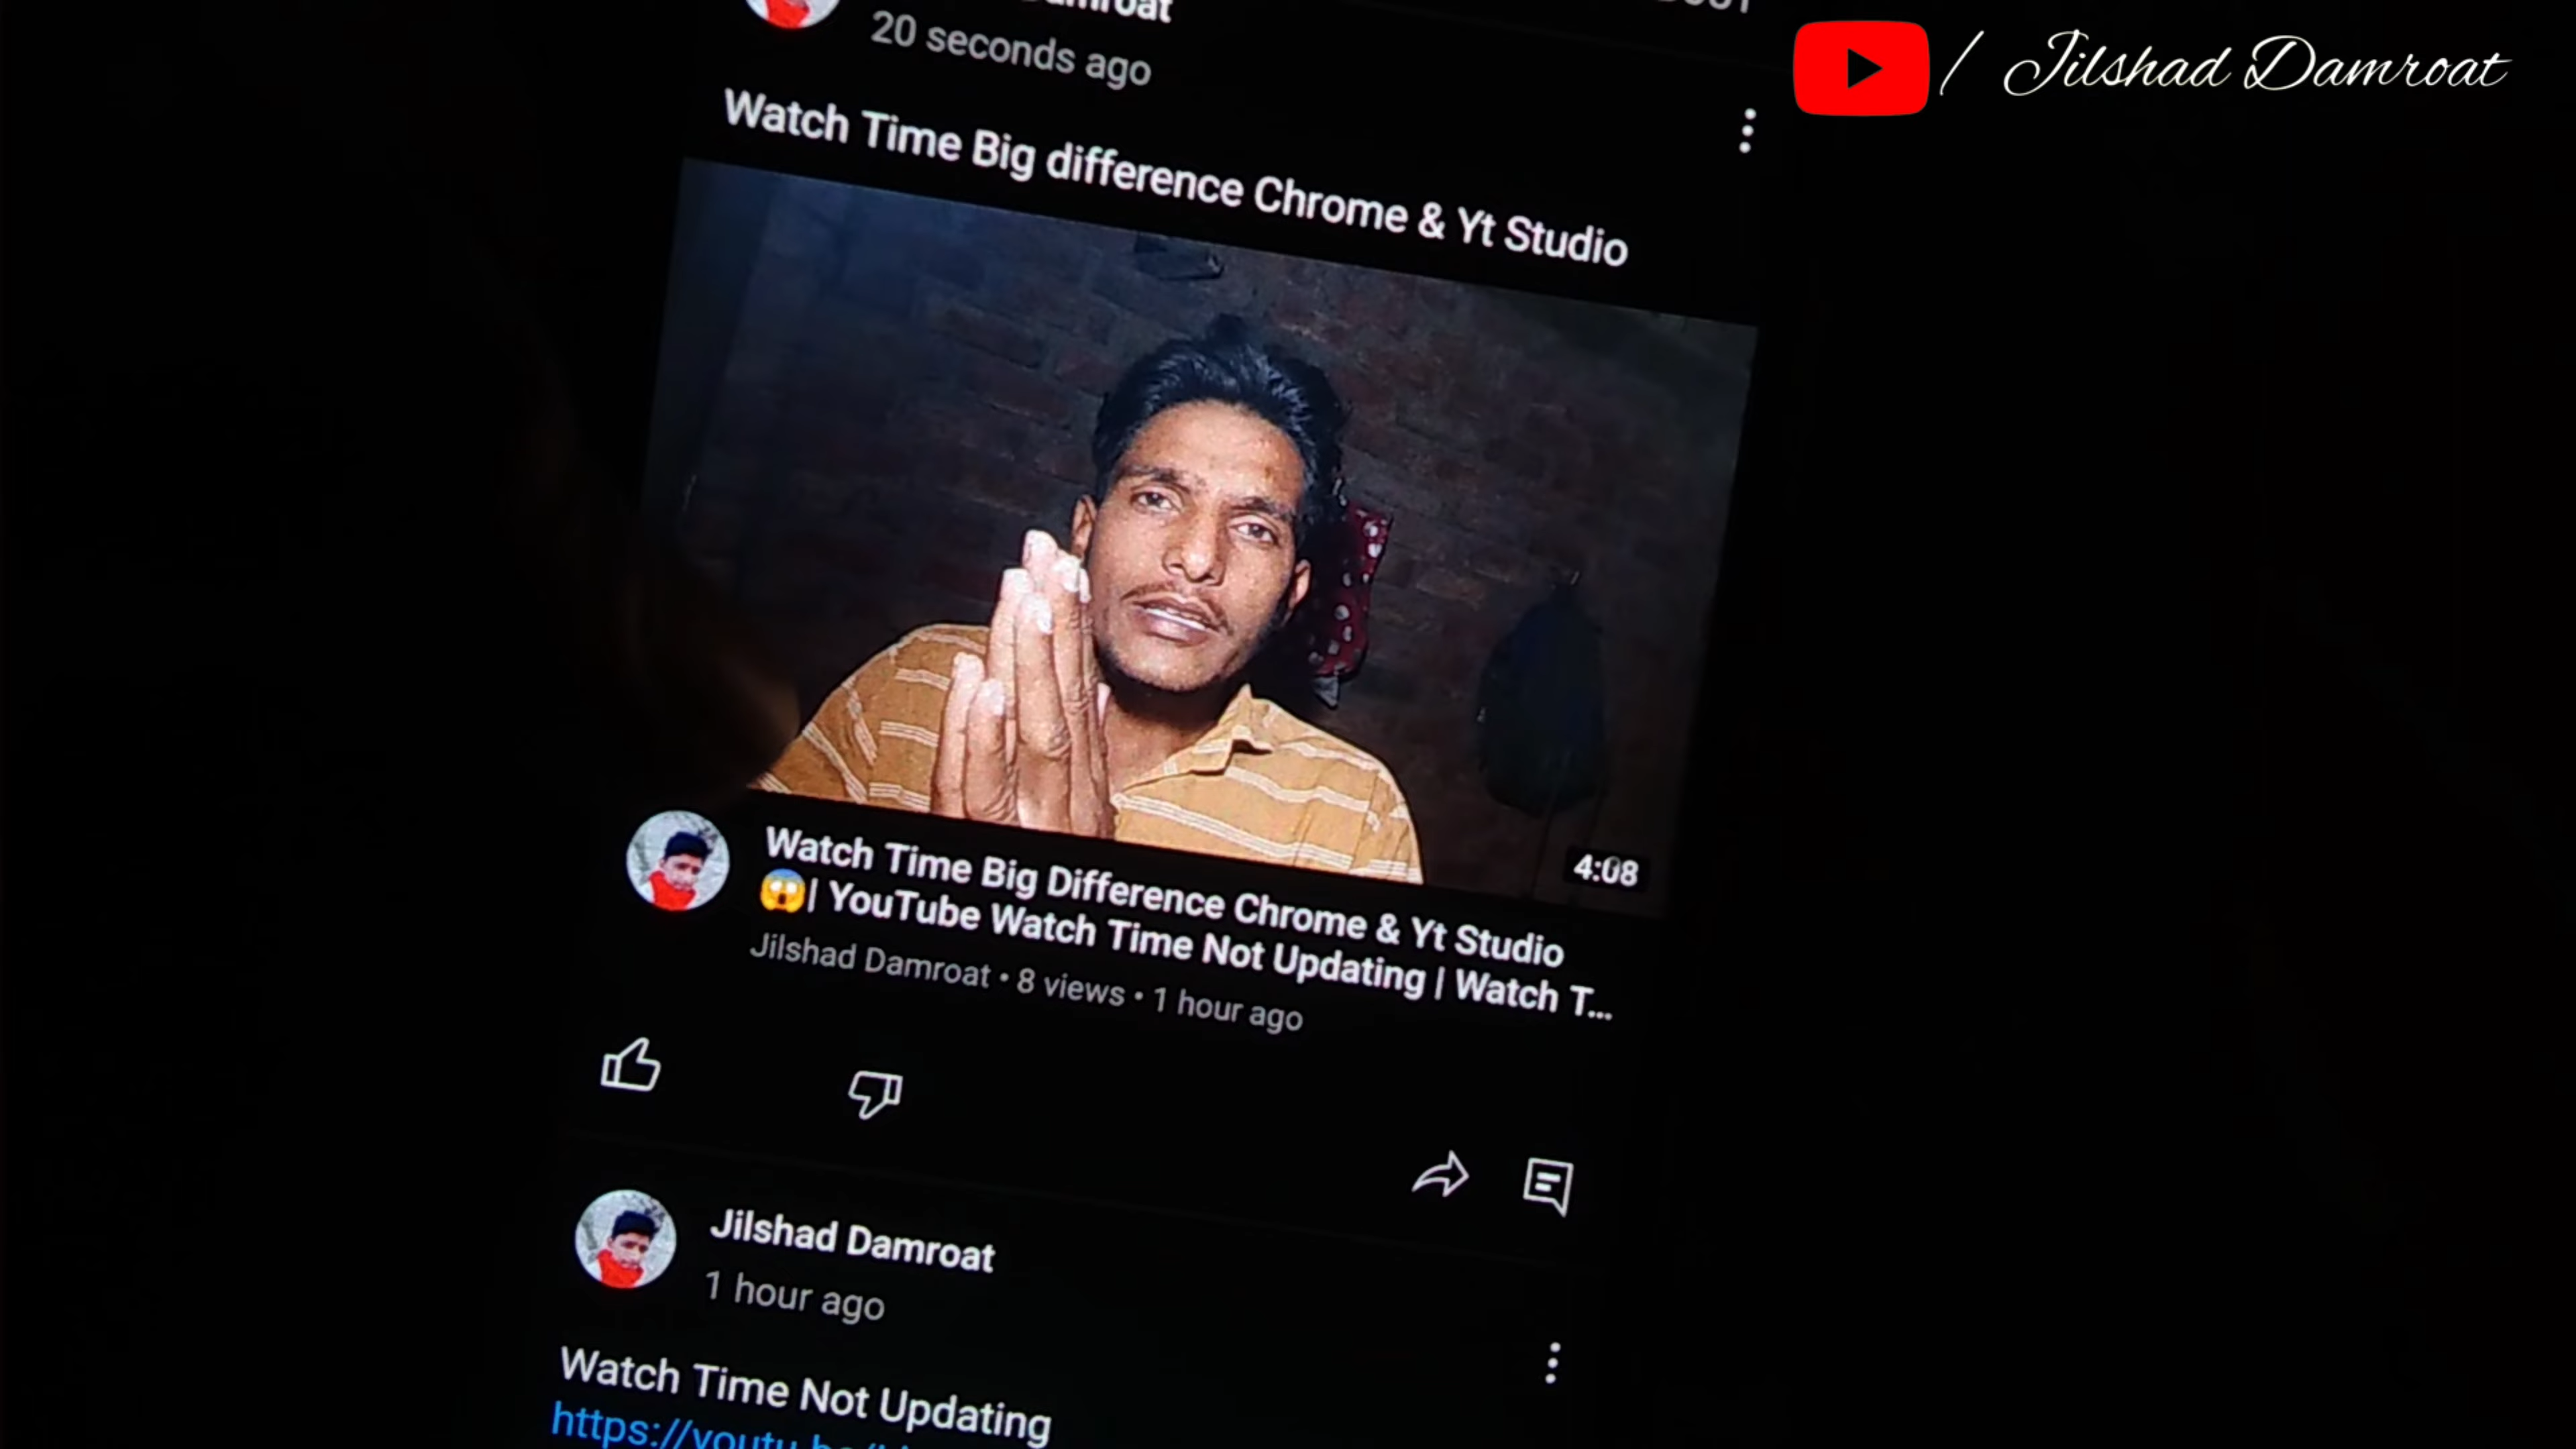 / Jilshad Damroat
20 seconds ago
Watch Time Big difference Chrome & Yt Studio
4:08
Watch Time Big Difference Chrome & Yt Studio
😱| YouTube Watch Time Not Updating | Watch T...
Jilshad Damroat • 8 views • 1 hour ago
Jilshad Damroat
1 hour ago
Watch Time Not Updating